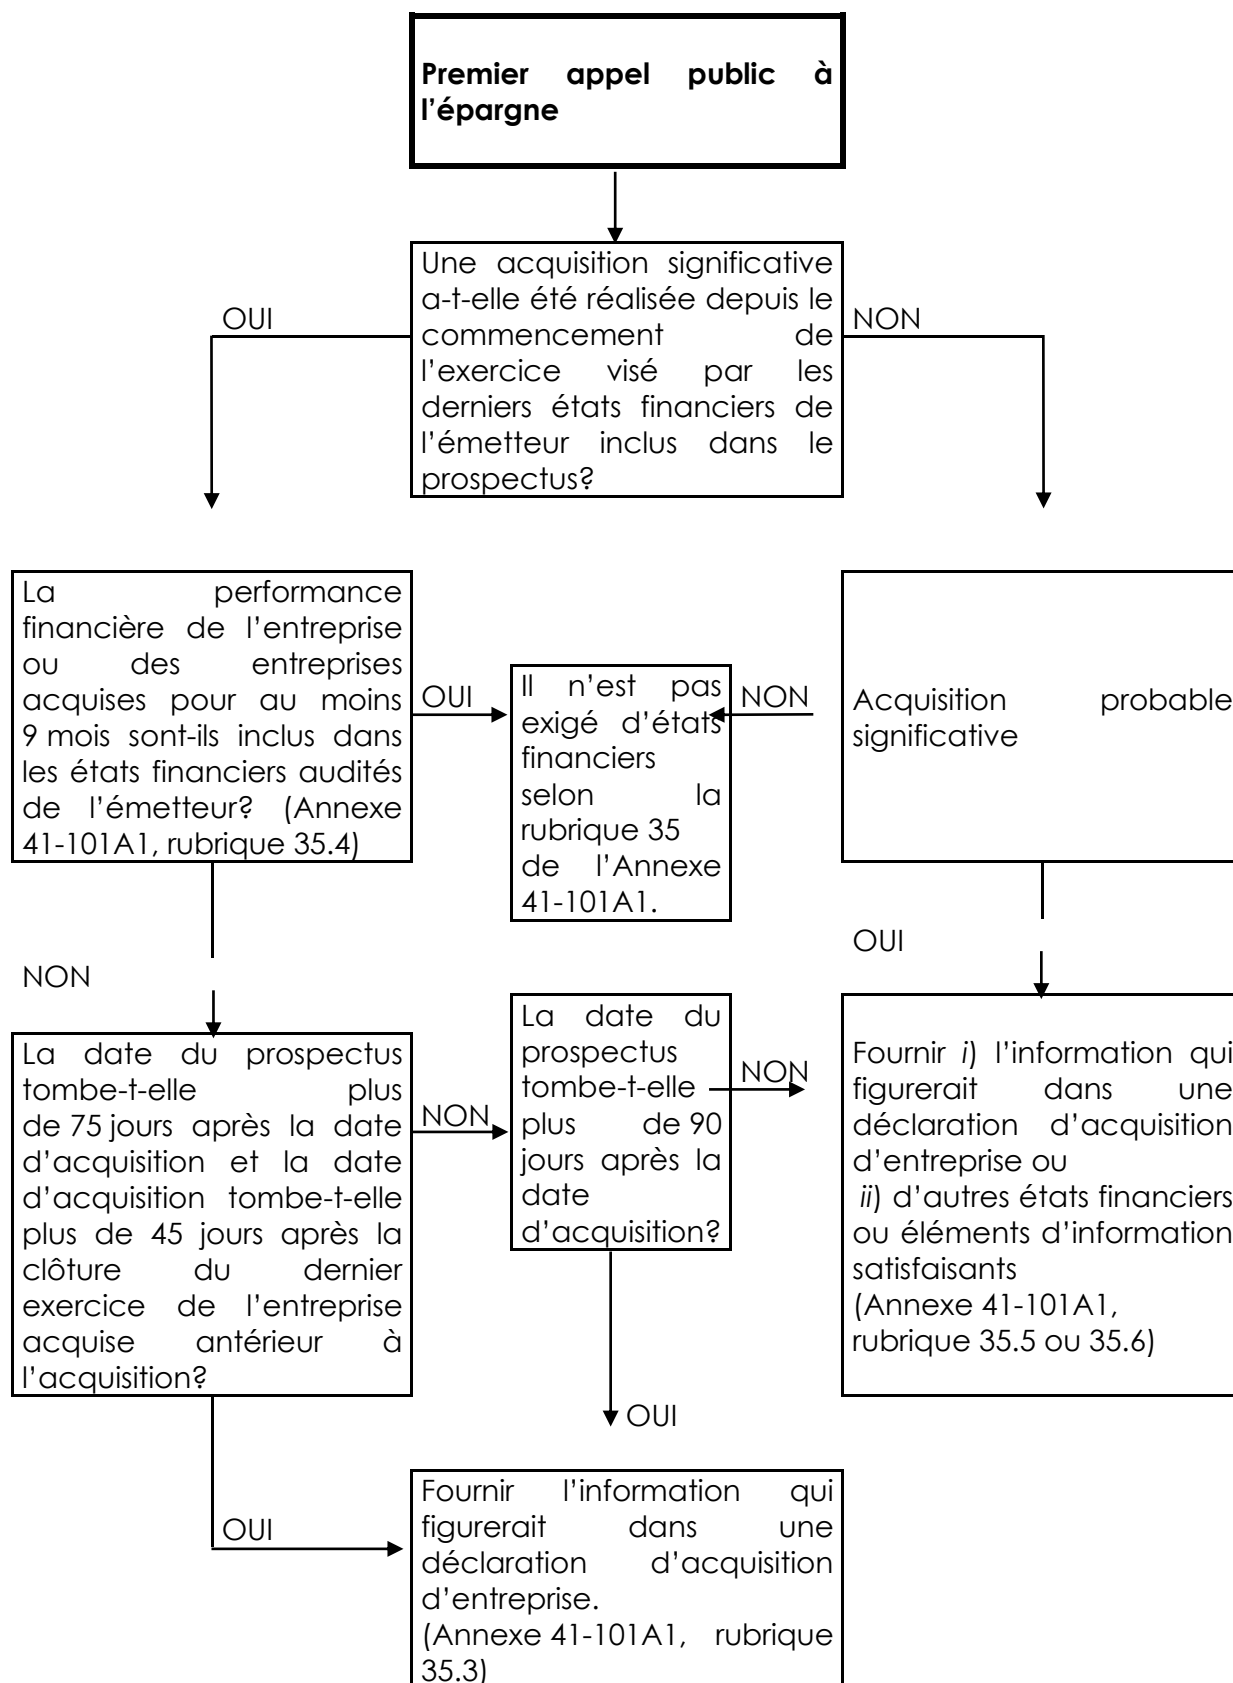 Premier appel public à
l'épargne
Une acquisition significative
a-t-elle été réalisée depuis le
commencement de
l'exercice visé par les
derniers états financiers de
l'émetteur inclus dans le
prospectus?
OUI
NON
La performance
financière de l'entreprise
ou des entreprises
acquises pour au moins
9 mois sont-ils inclus dans
les états financiers audités
de l'émetteur? (Annexe
41-101A1, rubrique 35.4)
OUI
Il n'est pas
exigé d'états
financiers
selon la
rubrique 35
de l'Annexe
41-101A1.
NON
Acquisition probable
significative
NON
OUI
La date du prospectus
tombe-t-elle plus
de 75 jours après la date
d'acquisition et la date
d'acquisition tombe-t-elle
plus de 45 jours après la
clôture du dernier
exercice de l'entreprise
acquise antérieur à
l'acquisition?
NON
La date du
prospectus
tombe-t-elle
plus de 90
jours après la
date
d'acquisition?
NON
Fournir i) l'information qui
figurerait dans une
déclaration d'acquisition
d'entreprise ou
ii) d'autres états financiers
ou éléments d'information
satisfaisants
(Annexe 41-101A1,
rubrique 35.5 ou 35.6)
OUI
OUI
Fournir l'information qui
figurerait dans une
déclaration d'acquisition
d'entreprise.
(Annexe 41-101A1, rubrique
35.3)